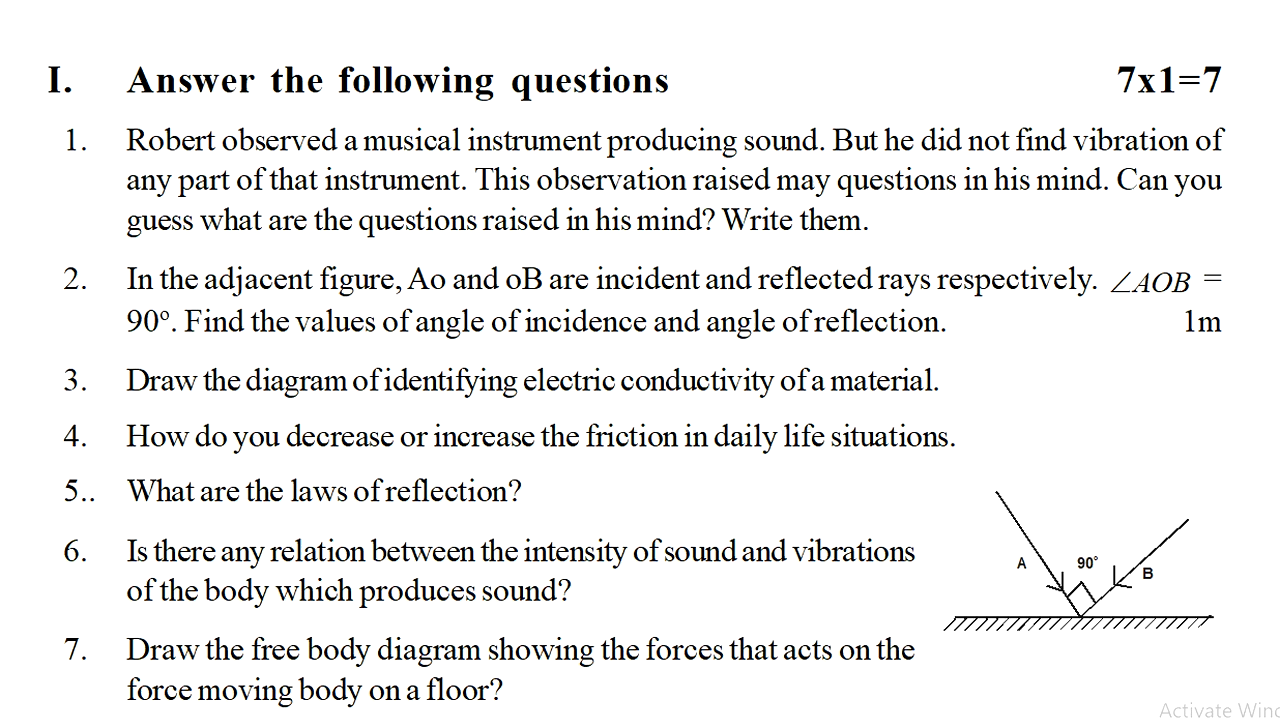 I. Answer the following questions 7x1=7
1. Robert observed a musical instrument producing sound. But he did not find vibration of
any part of that instrument. This observation raised may questions in his mind. Can you
guess what are the questions raised in his mind? Write them.
2. In the adjacent figure, Ao and oB are incident and reflected rays respectively. ∠AOB =
90°. Find the values of angle of incidence and angle of reflection. 1m
3. Draw the diagram of identifying electric conductivity of a material.
4. How do you decrease or increase the friction in daily life situations.
5.. What are the laws of reflection?
6. Is there any relation between the intensity of sound and vibrations
of the body which produces sound?
A 90° B
7. Draw the free body diagram showing the forces that acts on the
force moving body on a floor?
Activate Wind